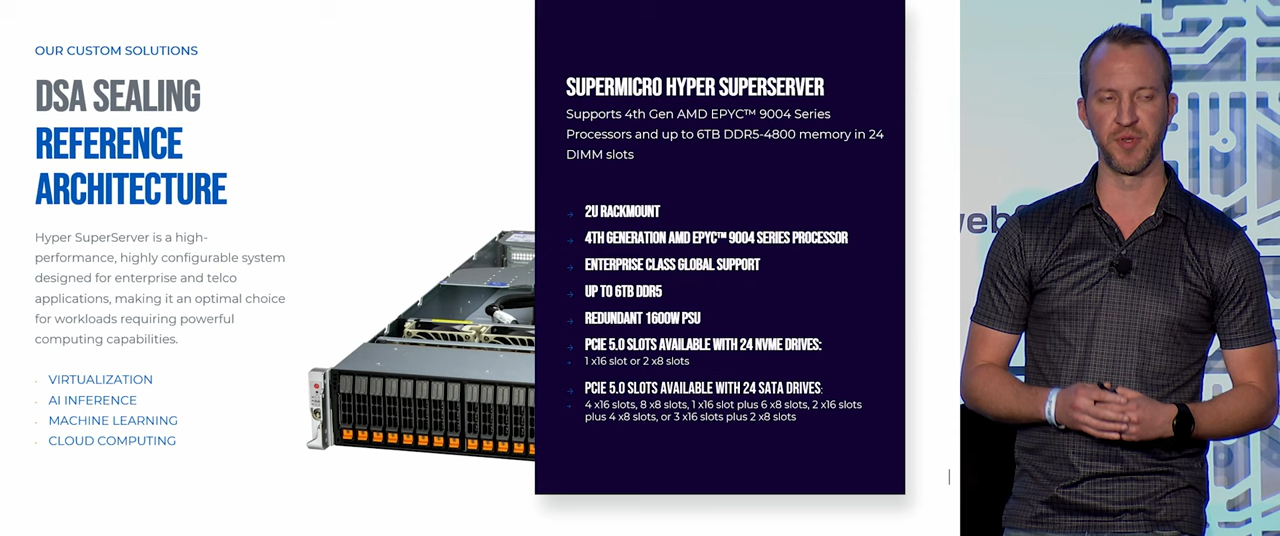 OUR CUSTOM SOLUTIONS
DSA SEALING
REFERENCE
ARCHITECTURE
Hyper SuperServer is a high-
performance, highly configurable system
designed for enterprise and telco
applications, making it an optimal choice
for workloads requiring powerful
computing capabilities.
VIRTUALIZATION
AI INFERENCE
MACHINE LEARNING
CLOUD COMPUTING
SUPERMICRO HYPER SUPERSERVER
Supports 4th Gen AMD EPYC™ 9004 Series
Processors and up to 6TB DDR5-4800 memory in 24
DIMM slots
2U RACKMOUNT
4TH GENERATION AMD EPYC™ 9004 SERIES PROCESSOR
ENTERPRISE CLASS GLOBAL SUPPORT
UP TO 6TB DDR5
REDUNDANT 1600W PSU
PCIE 5.0 SLOTS AVAILABLE WITH 24 NVME DRIVES:
1 x16 slot or 2 x8 slots
PCIE 5.0 SLOTS AVAILABLE WITH 24 SATA DRIVES:
4 x16 slots, 8 x8 slots, 1 x16 slot plus 6 x8 slots, 2 x16 slots
plus 4 x8 slots, or 3 x16 slots plus 2 x8 slots
web